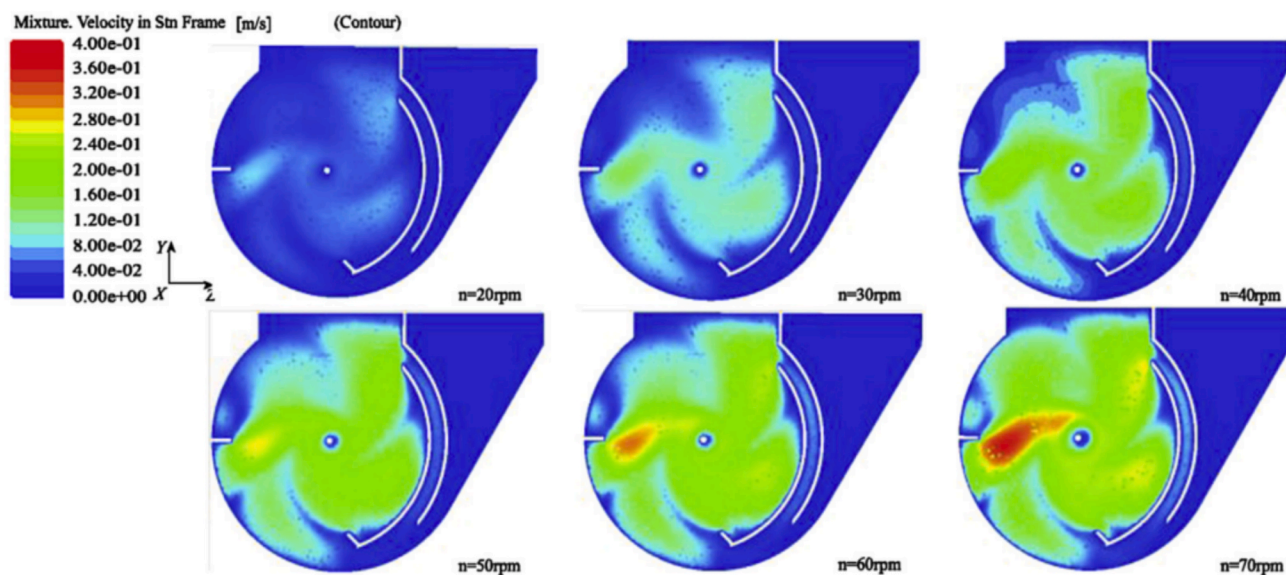 Mixture. Velocity in Stn Frame [m/s] (Contour)
4.00e-01
3.60e-01
3.20e-01
2.80e-01
2.40e-01
2.00e-01
1.60e-01
1.20e-01
8.00e-02
4.00e-02
0.00e+00
Y
X
Z
n=20rpm
n=30rpm
n=40rpm
n=50rpm
n=60rpm
n=70rpm